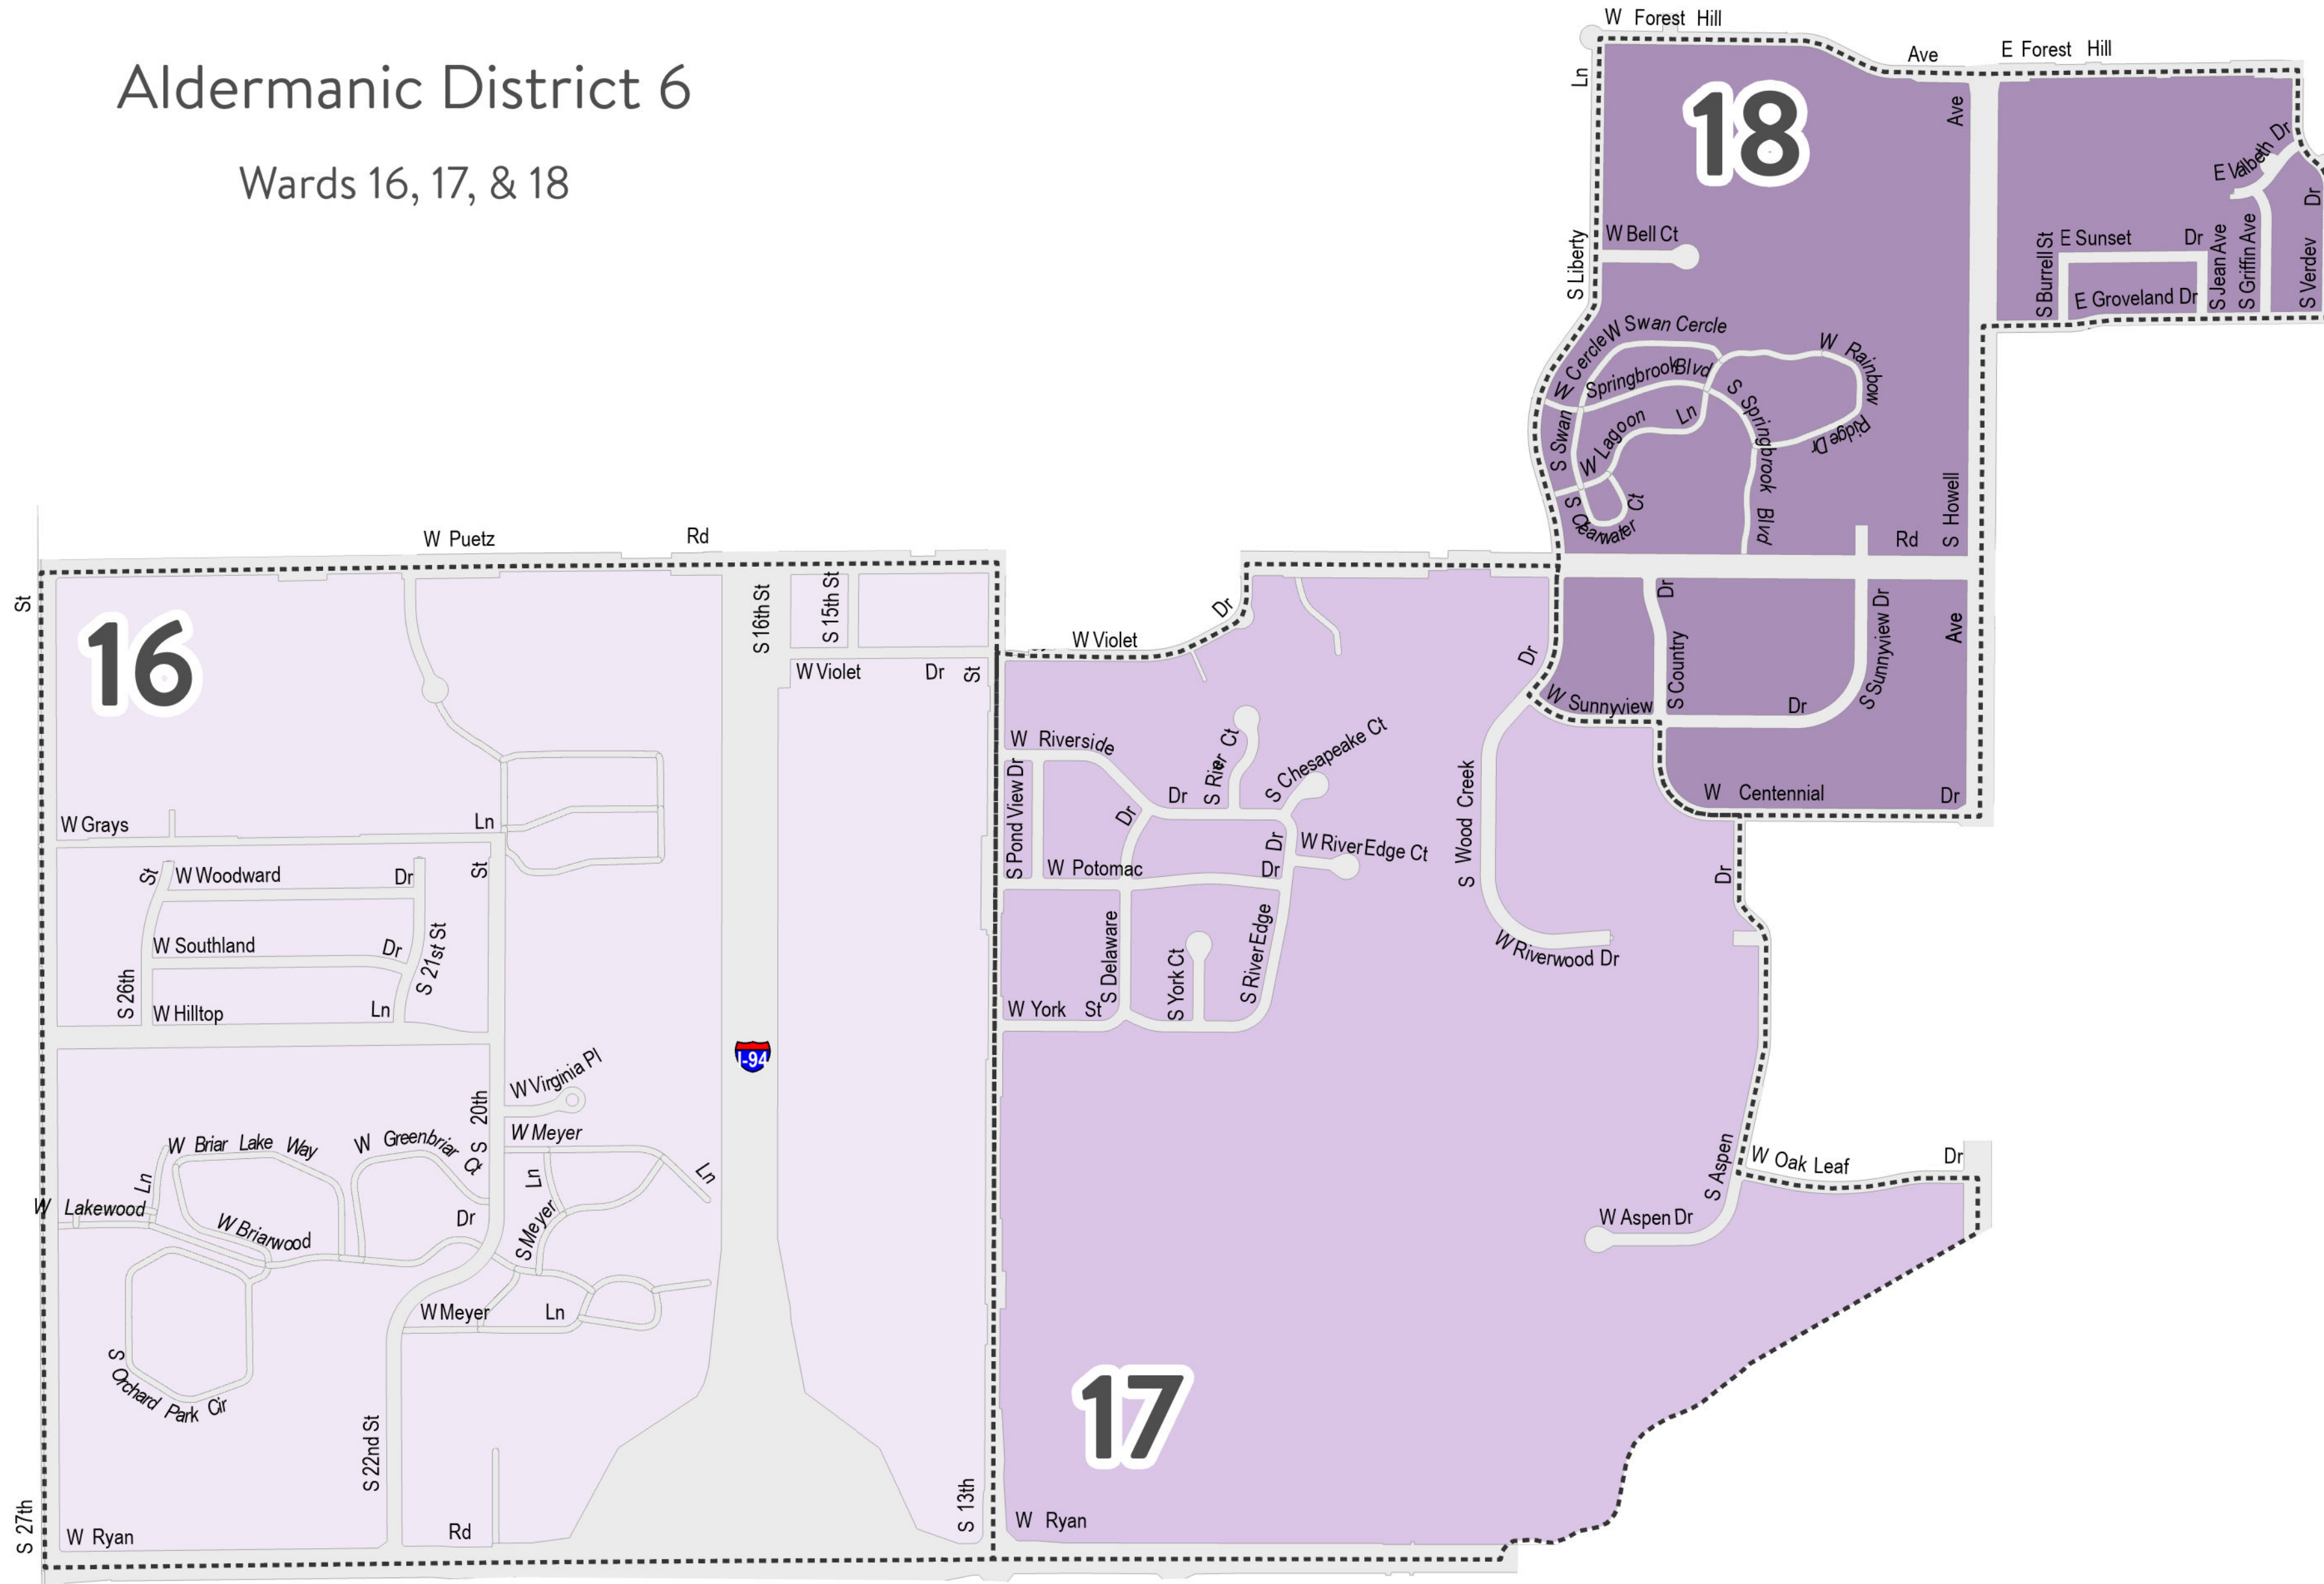 Aldermanic District 6
Wards 16, 17, & 18
W Forest Hill
Ave
E Forest Hill
Ln
18
Ave
E Valbeth Dr
Dr
S Liberty
W Bell Ct
S Burrell St
E Sunset Dr
S Jean Ave
S Griffin Ave
S Verdev
E Groveland Dr
W Cercle
W Swan Cercle
Springbrook Blvd
W Rainbow
Ridge Dr
S Springbrook Blvd
S Swan
W Lagoon Ln
S Clearwater Ct
Rd
S Howell
W Puetz Rd
St
16
S 16th St
S 15th St
W Violet Dr
St
W Violet
Dr
Dr
W Sunnyview
S Country
Dr
Dr
S Sunnyview Dr
Ave
W Riverside
S River Ct
S Chesapeake Ct
S Pond View Dr
Dr
Dr
Dr
W River Edge Ct
W Potomac
Dr
S Wood Creek
W Centennial Dr
W Grays Ln
St
W Woodward Dr
St
W Southland Dr
S 21st St
S 26th
W Hilltop Ln
S Delaware
S York Ct
S River Edge
W York St
W Riverwood Dr
Dr
I-94
W Virginia Pl
S 20th
W Meyer
Ln
Ln
S Meyer
W Briar Lake Way
W Greenbriar Ct
Ln
W Lakewood
W Briarwood
Dr
S Aspen
W Oak Leaf Dr
W Aspen Dr
W Meyer Ln
S Orchard Park Cir
17
S 22nd St
S 27th
W Ryan Rd
S 13th
W Ryan